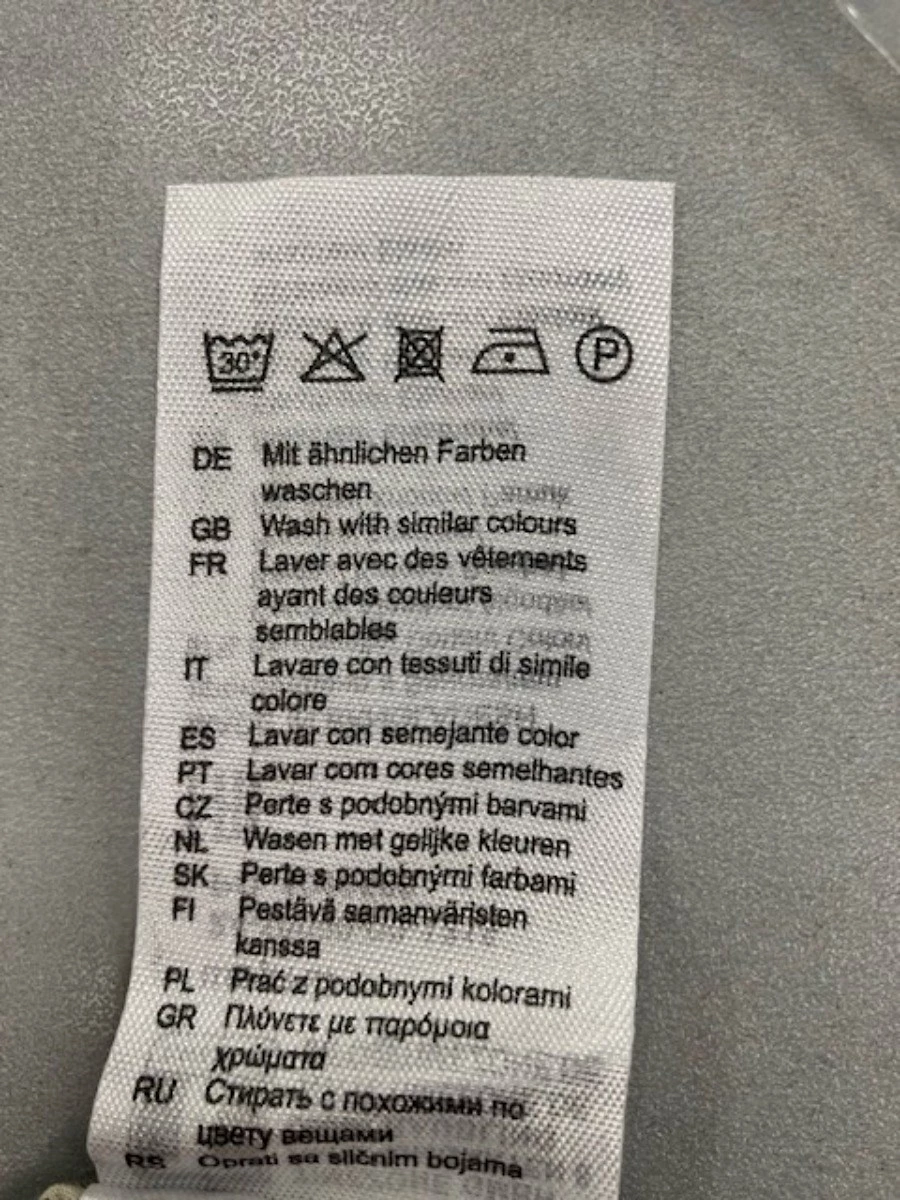 30°
P
DE Mit ähnlichen Farben
waschen
GB Wash with similar colours
FR Laver avec des vêtements
ayant des couleurs
semblables
IT Lavare con tessuti di simile
colore
ES Lavar con semejante color
PT Lavar com cores semelhantes
CZ Perte s podobnými barvami
NL Wasen met gelijke kleuren
SK Perte s podobnými farbami
FI Pestävä samanväristen
kanssa
PL Prać z podobnymi kolorami
GR Πλύνετε με παρόμοια
χρώματα
RU Стирать с похожими по
цвету вещами
RS Oprati sa sličnim bojama